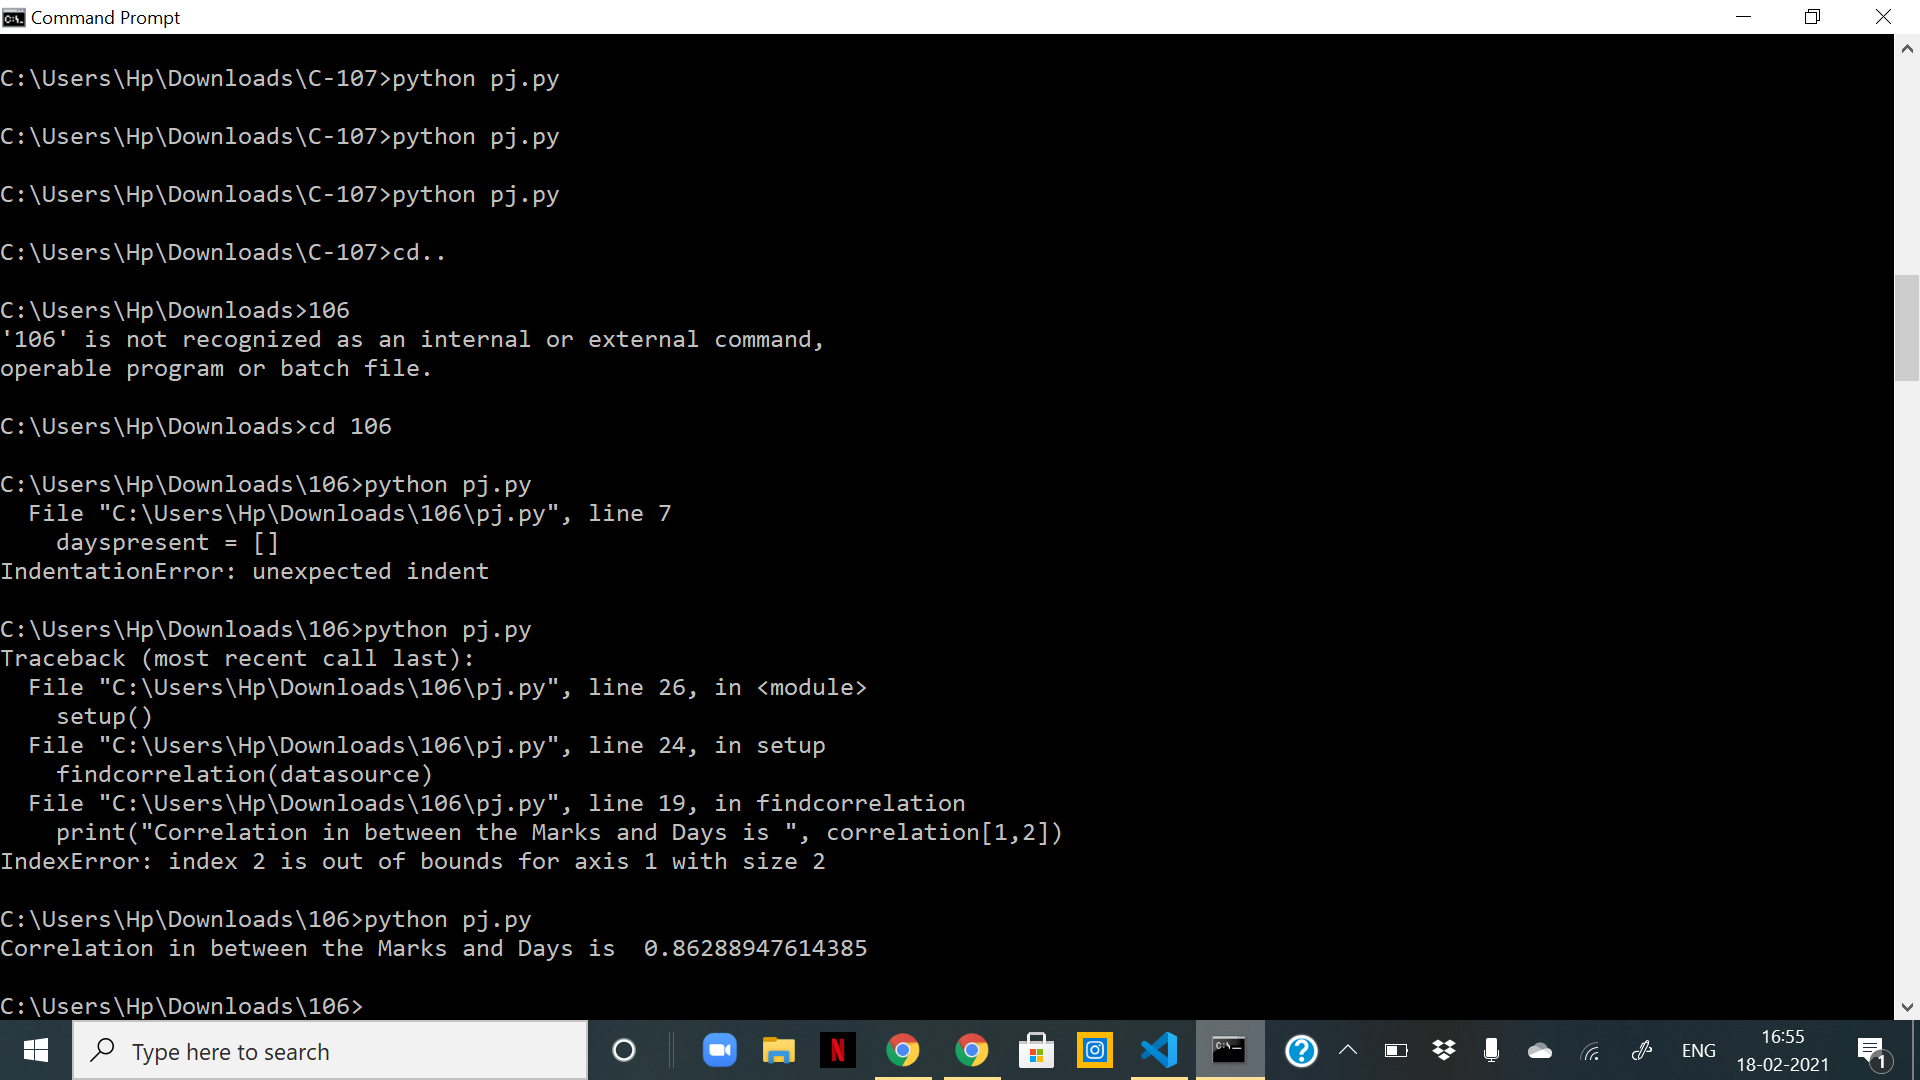 Command Prompt
C:\Users\Hp\Downloads\C-107>python pj.py
C:\Users\Hp\Downloads\C-107>python pj.py
C:\Users\Hp\Downloads\C-107>python pj.py
C:\Users\Hp\Downloads\C-107>cd..
C:\Users\Hp\Downloads>106
'106' is not recognized as an internal or external command,
operable program or batch file.
C:\Users\Hp\Downloads>cd 106
C:\Users\Hp\Downloads\106>python pj.py
  File "C:\Users\Hp\Downloads\106\pj.py", line 7
    dayspresent = []
IndentationError: unexpected indent
C:\Users\Hp\Downloads\106>python pj.py
Traceback (most recent call last):
  File "C:\Users\Hp\Downloads\106\pj.py", line 26, in <module>
    setup()
  File "C:\Users\Hp\Downloads\106\pj.py", line 24, in setup
    findcorrelation(datasource)
  File "C:\Users\Hp\Downloads\106\pj.py", line 19, in findcorrelation
    print("Correlation in between the Marks and Days is ", correlation[1,2])
IndexError: index 2 is out of bounds for axis 1 with size 2
C:\Users\Hp\Downloads\106>python pj.py
Correlation in between the Marks and Days is  0.86288947614385
C:\Users\Hp\Downloads\106>
Type here to search
ENG
16:55
18-02-2021
1